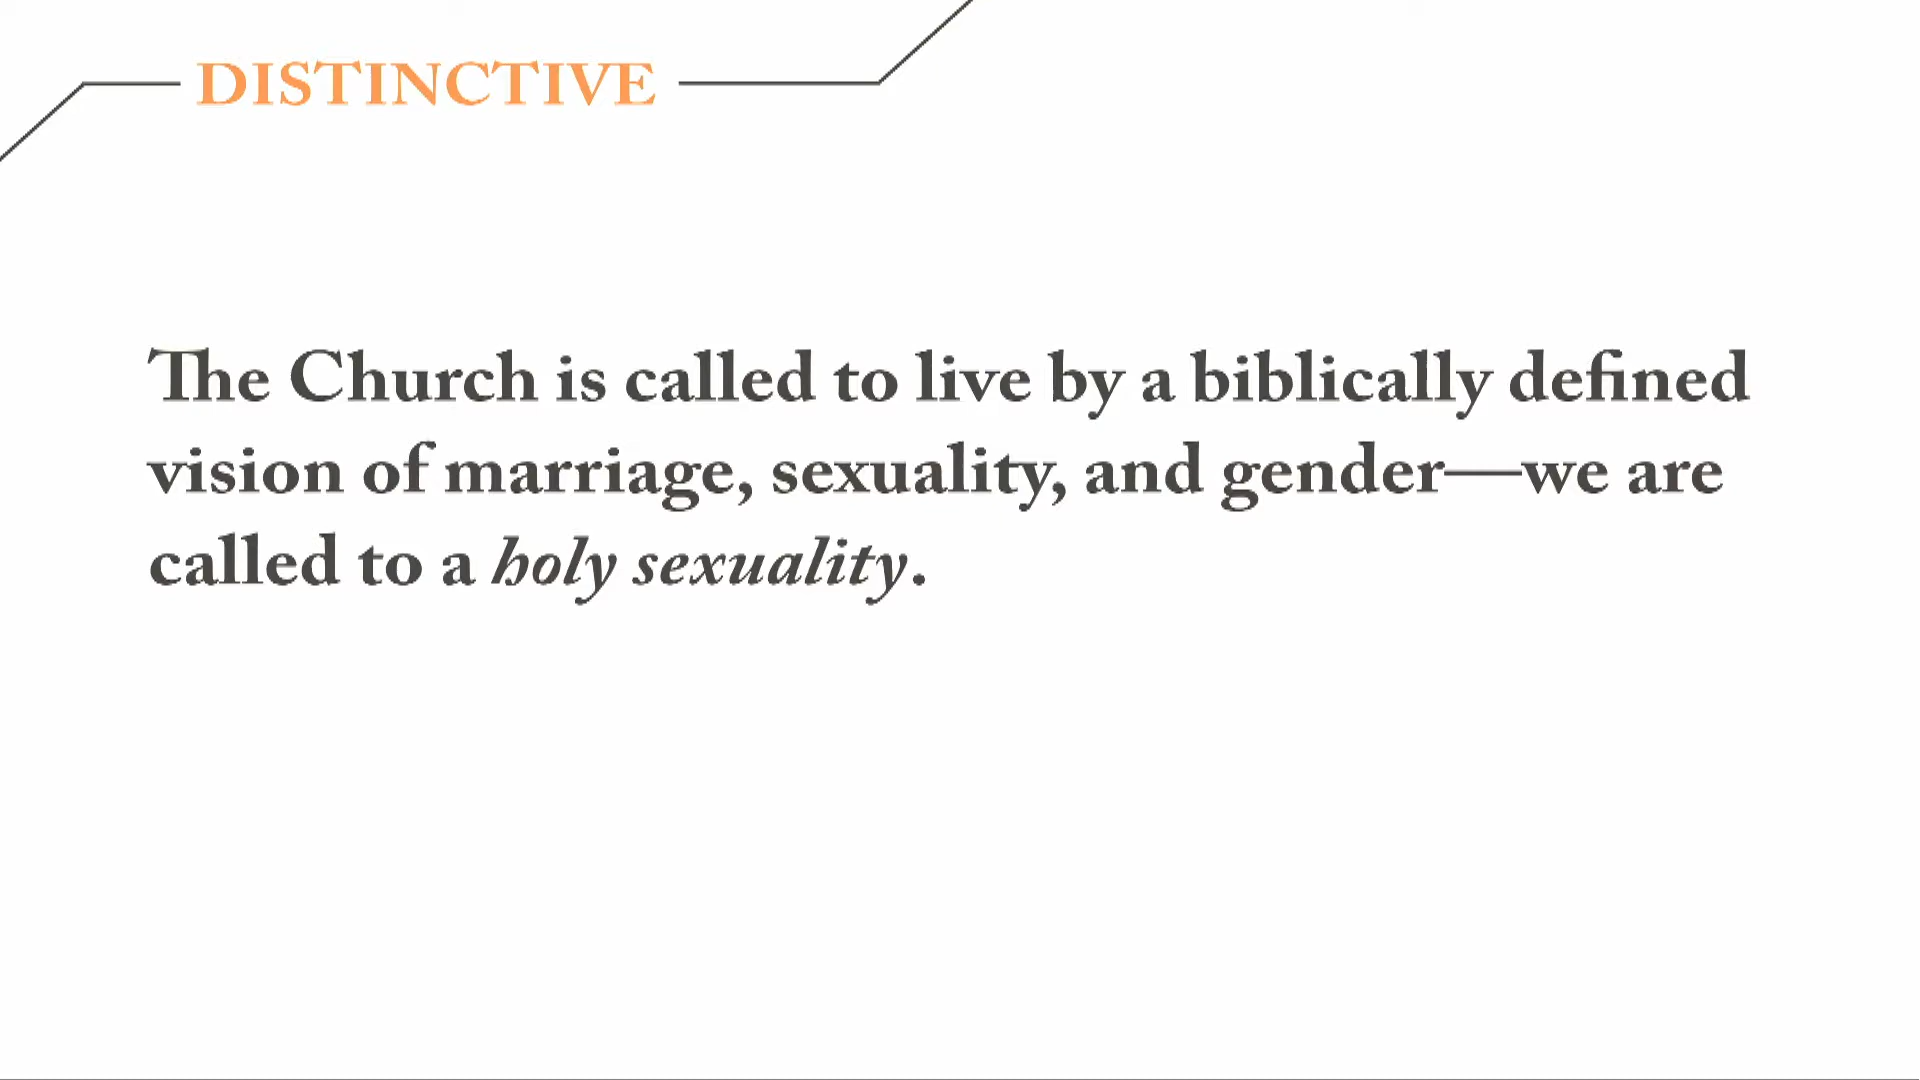 DISTINCTIVE
The Church is called to live by a biblically defined
vision of marriage, sexuality, and gender—we are
called to a holy sexuality.